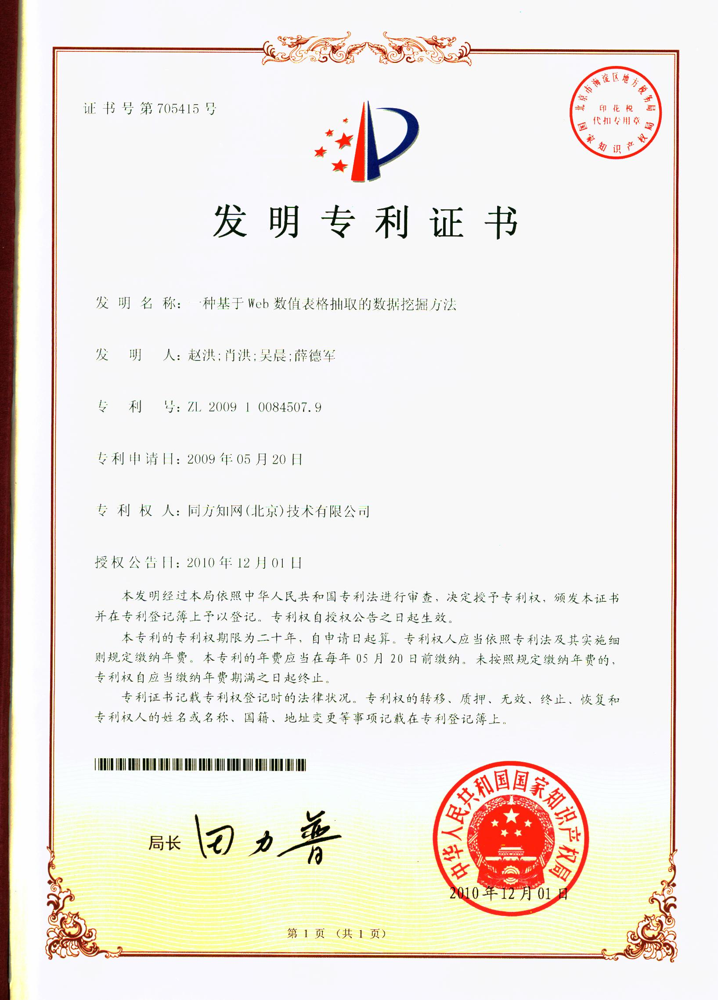 证书号第705415号
北京市海淀区地方税务局
印花税
代扣专用章
国家知识产权局
发明专利证书
发明名称：一种基于Web数值表格抽取的数据挖掘方法
发明人：赵洪;肖洪;吴晨;薛德军
专利号：ZL 2009 1 0084507.9
专利申请日：2009年05月20日
专利权人：同方知网(北京)技术有限公司
授权公告日：2010年12月01日
本发明经过本局依照中华人民共和国专利法进行审查，决定授予专利权，颁发本证书
并在专利登记簿上予以登记。专利权自授权公告之日起生效。
本专利的专利权期限为二十年，自申请日起算。专利权人应当依照专利法及其实施细
则规定缴纳年费。本专利的年费应当在每年05月20日前缴纳。未按照规定缴纳年费的，
专利权自应当缴纳年费期满之日起终止。
专利证书记载专利权登记时的法律状况。专利权的转移、质押、无效、终止、恢复和
专利权人的姓名或名称、国籍、地址变更等事项记载在专利登记簿上。
局长 田力普
中华人民共和国国家知识产权局
2010年12月01日
第1页（共1页）